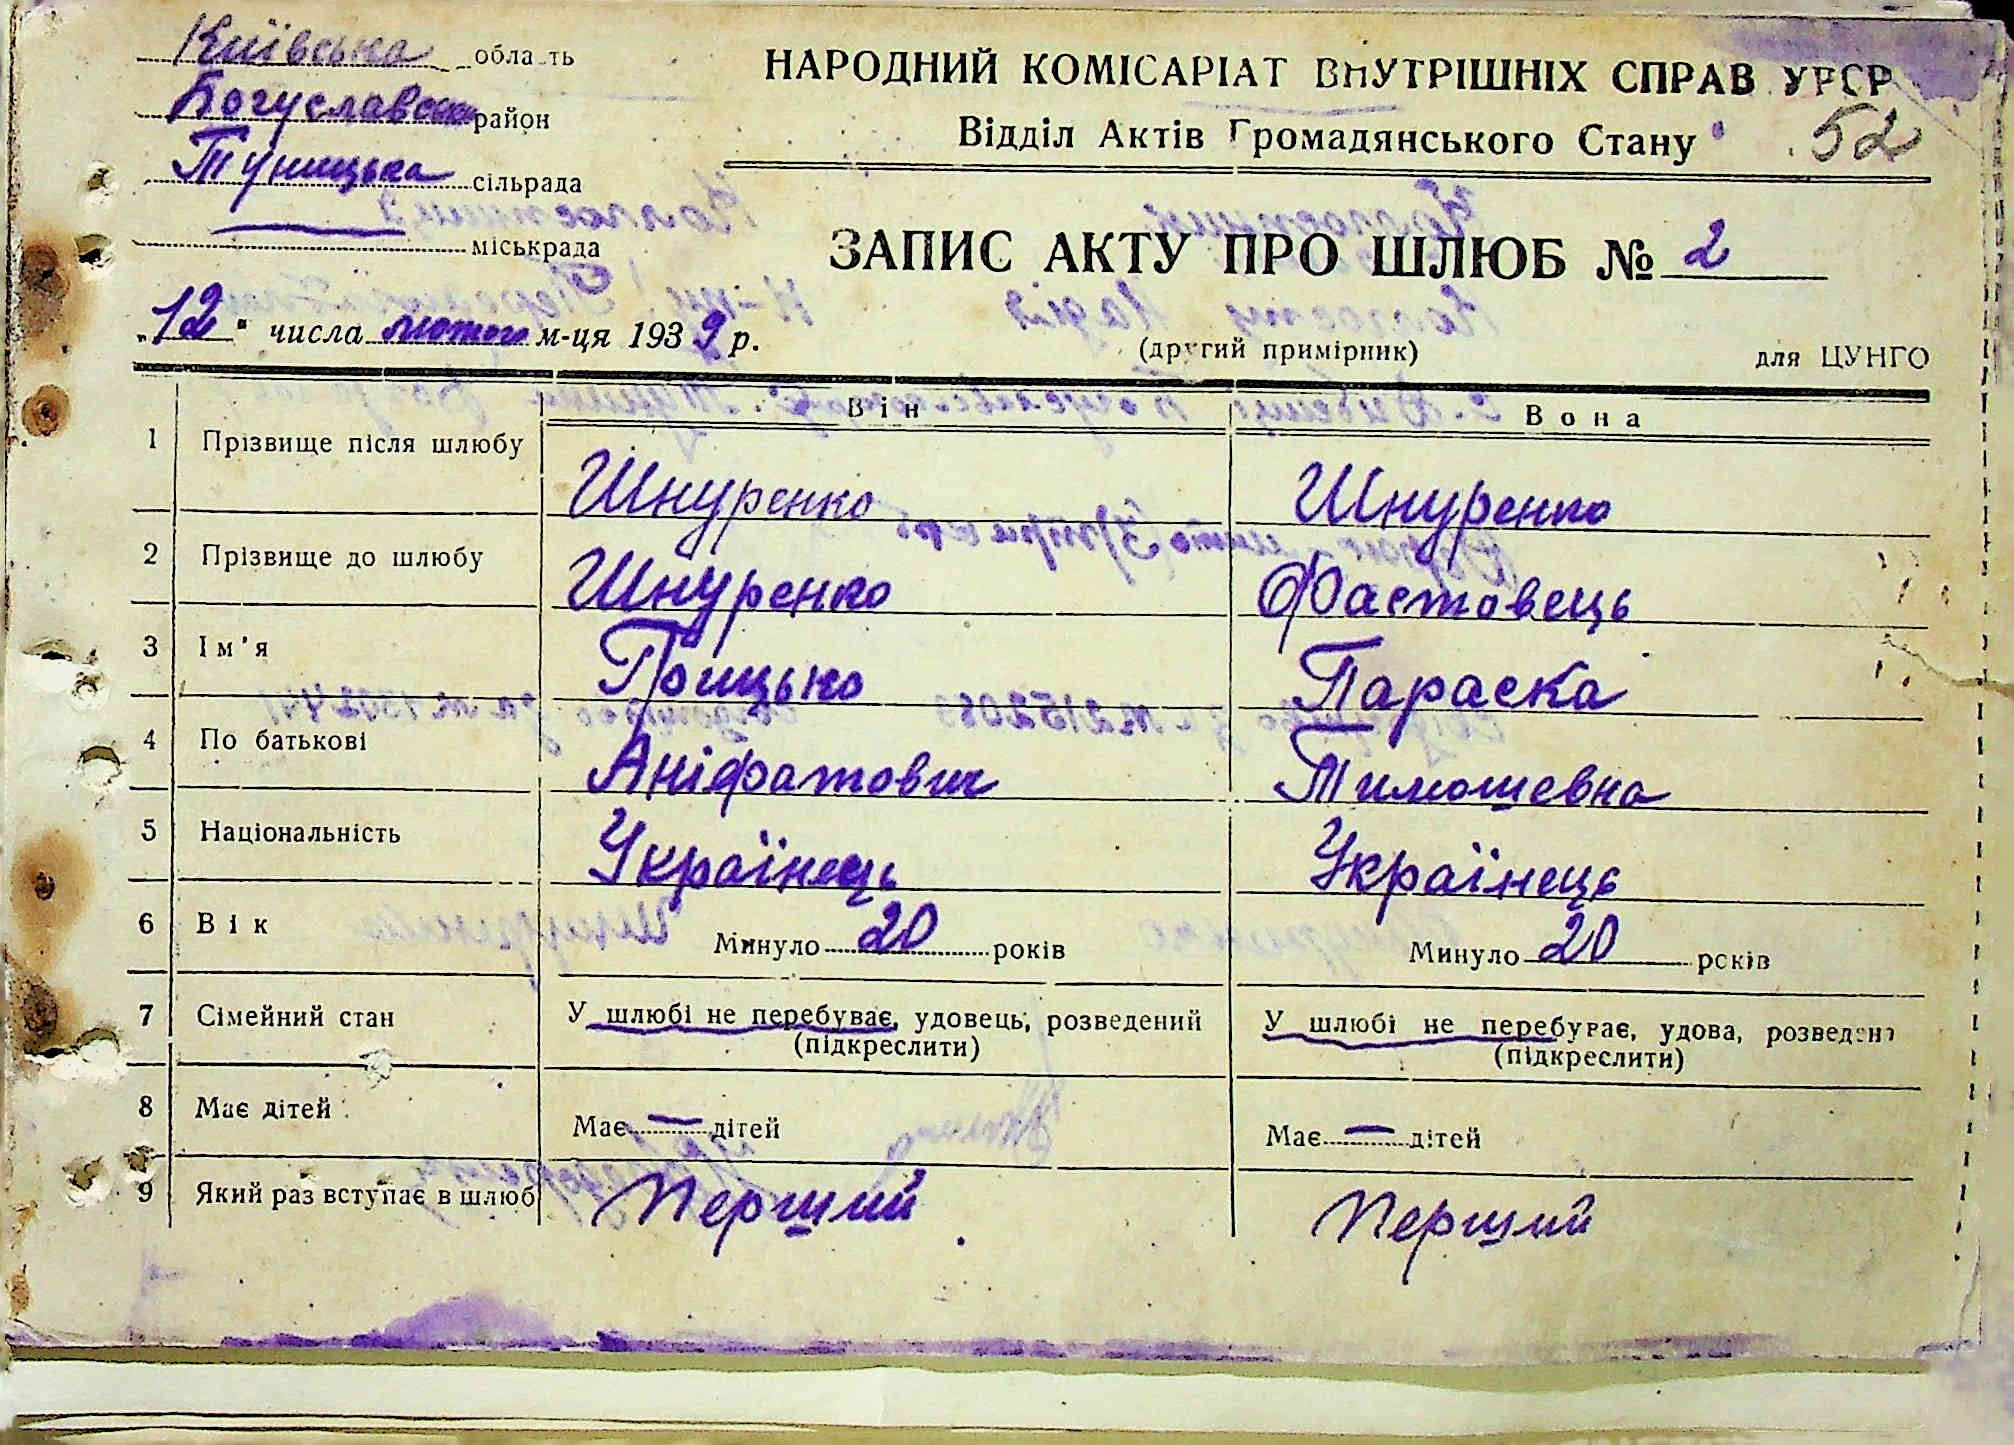 Київська область
Богуславський район
Туницька сільрада
міськрада
НАРОДНИЙ КОМІСАРІАТ ВНУТРІШНІХ СПРАВ УРСР
Відділ Актів Громадянського Стану
52
ЗАПИС АКТУ ПРО ШЛЮБ № 2
„12" числа лютого м-ця 1939 р.
(другий примірник)
для ЦУНГО
Він Вона
1 Прізвище після шлюбу Шнуренко Шнуренко
2 Прізвище до шлюбу Шнуренко Фастовець
3 Ім'я Грицько Параска
4 По батькові Аніфатович Тимошевна
5 Національність Українець Українець
6 Вік Минуло 20 років Минуло 20 років
7 Сімейний стан У шлюбі не перебуває, удовець, розведений У шлюбі не перебуває, удова, розведена
(підкреслити) (підкреслити)
8 Має дітей Має — дітей Має — дітей
9 Який раз вступає в шлюб Перший Перший